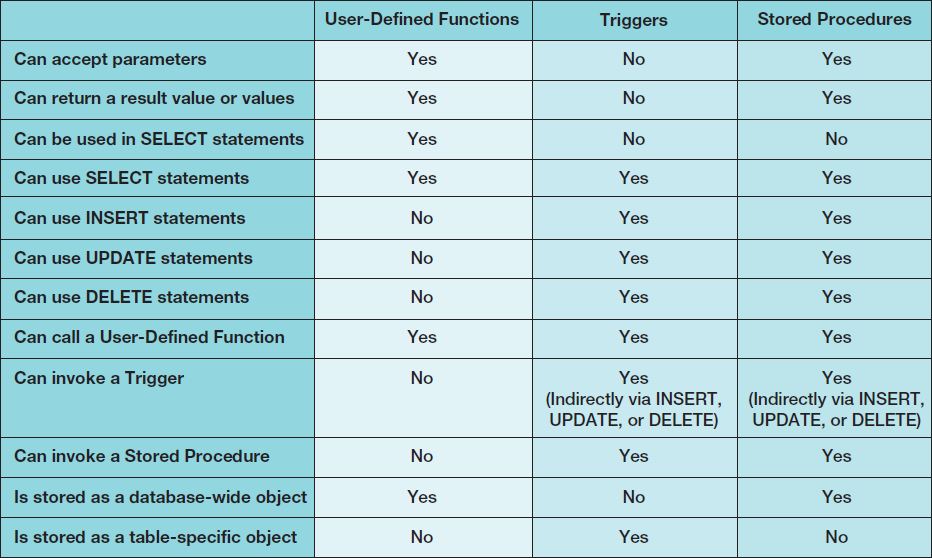 User-Defined Functions Triggers Stored Procedures
Can accept parameters Yes No Yes
Can return a result value or values Yes No Yes
Can be used in SELECT statements Yes No No
Can use SELECT statements Yes Yes Yes
Can use INSERT statements No Yes Yes
Can use UPDATE statements No Yes Yes
Can use DELETE statements No Yes Yes
Can call a User-Defined Function Yes Yes Yes
Can invoke a Trigger No Yes Yes
(Indirectly via INSERT, (Indirectly via INSERT,
UPDATE, or DELETE) UPDATE, or DELETE)
Can invoke a Stored Procedure No Yes Yes
Is stored as a database-wide object Yes No Yes
Is stored as a table-specific object No Yes No